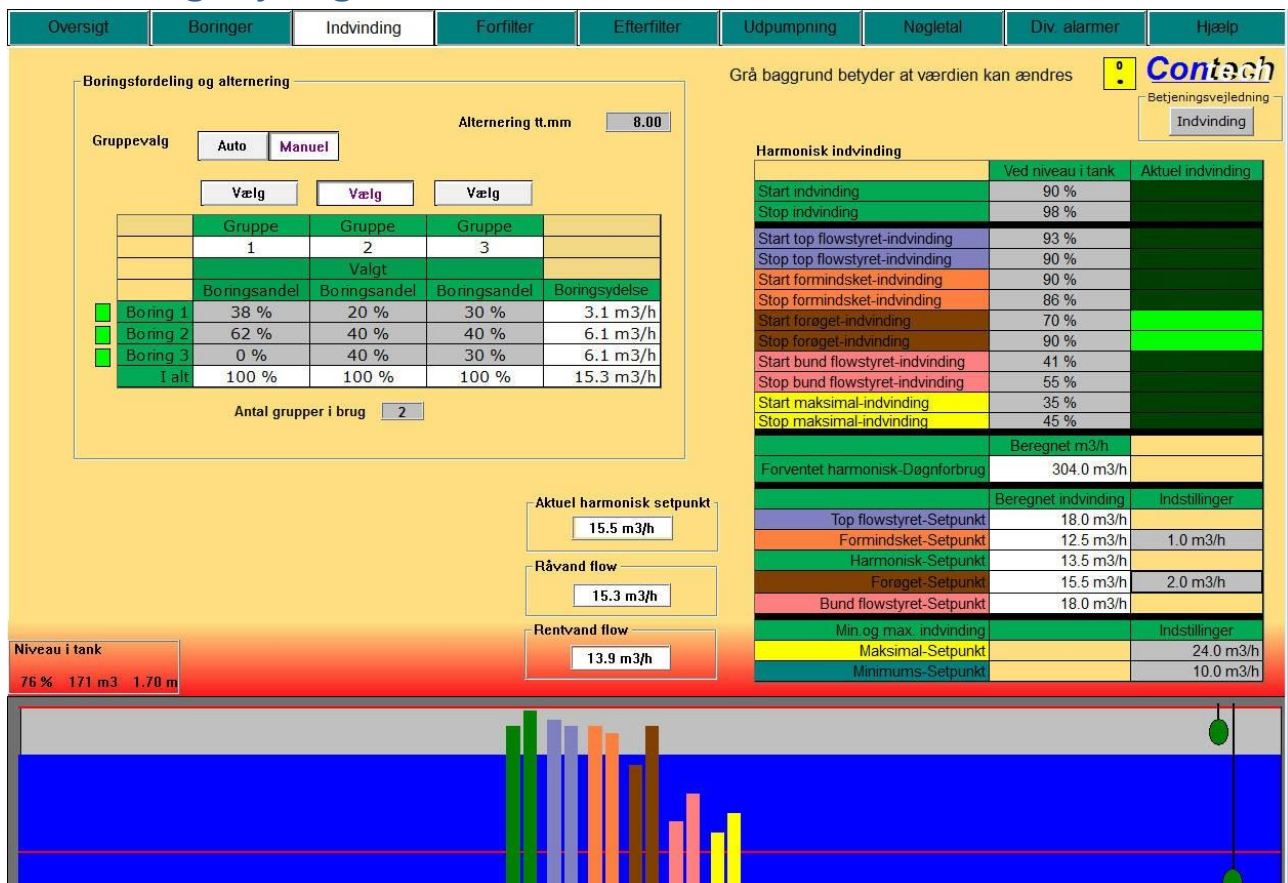 Oversigt Boringer Indvinding Forfilter Efterfilter Udpumpning Nøgletal Div. alarmer Hjælp
Grå baggrund betyder at værdien kan ændres
0
Contech
Betjeningsvejledning
Indvinding
Boringsfordeling og alternering
Alternering tt.mm 8.00
Gruppevalg Auto Manuel
Vælg Vælg Vælg
Gruppe Gruppe Gruppe
1 2 3
Valgt
Boringsandel Boringsandel Boringsandel Boringsydelse
Boring 1 38 % 20 % 30 % 3.1 m3/h
Boring 2 62 % 40 % 40 % 6.1 m3/h
Boring 3 0 % 40 % 30 % 6.1 m3/h
I alt 100 % 100 % 100 % 15.3 m3/h
Antal grupper i brug 2
Harmonisk indvinding
Ved niveau i tank Aktuel indvinding
Start indvinding 90 %
Stop indvinding 98 %
Start top flowstyret-indvinding 93 %
Stop top flowstyret-indvinding 90 %
Start formindsket-indvinding 90 %
Stop formindsket-indvinding 86 %
Start forøget-indvinding 70 %
Stop forøget-indvinding 90 %
Start bund flowstyret-indvinding 41 %
Stop bund flowstyret-indvinding 55 %
Start maksimal-indvinding 35 %
Stop maksimal-indvinding 45 %
Beregnet m3/h
Forventet harmonisk-Døgnforbrug 304.0 m3/h
Beregnet indvinding Indstillinger
Top flowstyret-Setpunkt 18.0 m3/h
Formindsket-Setpunkt 12.5 m3/h 1.0 m3/h
Harmonisk-Setpunkt 13.5 m3/h
Forøget-Setpunkt 15.5 m3/h 2.0 m3/h
Bund flowstyret-Setpunkt 18.0 m3/h
Min.og max. indvinding Indstillinger
Maksimal-Setpunkt 24.0 m3/h
Minimums-Setpunkt 10.0 m3/h
Aktuel harmonisk setpunkt
15.5 m3/h
Råvand flow
15.3 m3/h
Rentvand flow
13.9 m3/h
Niveau i tank
76 % 171 m3 1.70 m